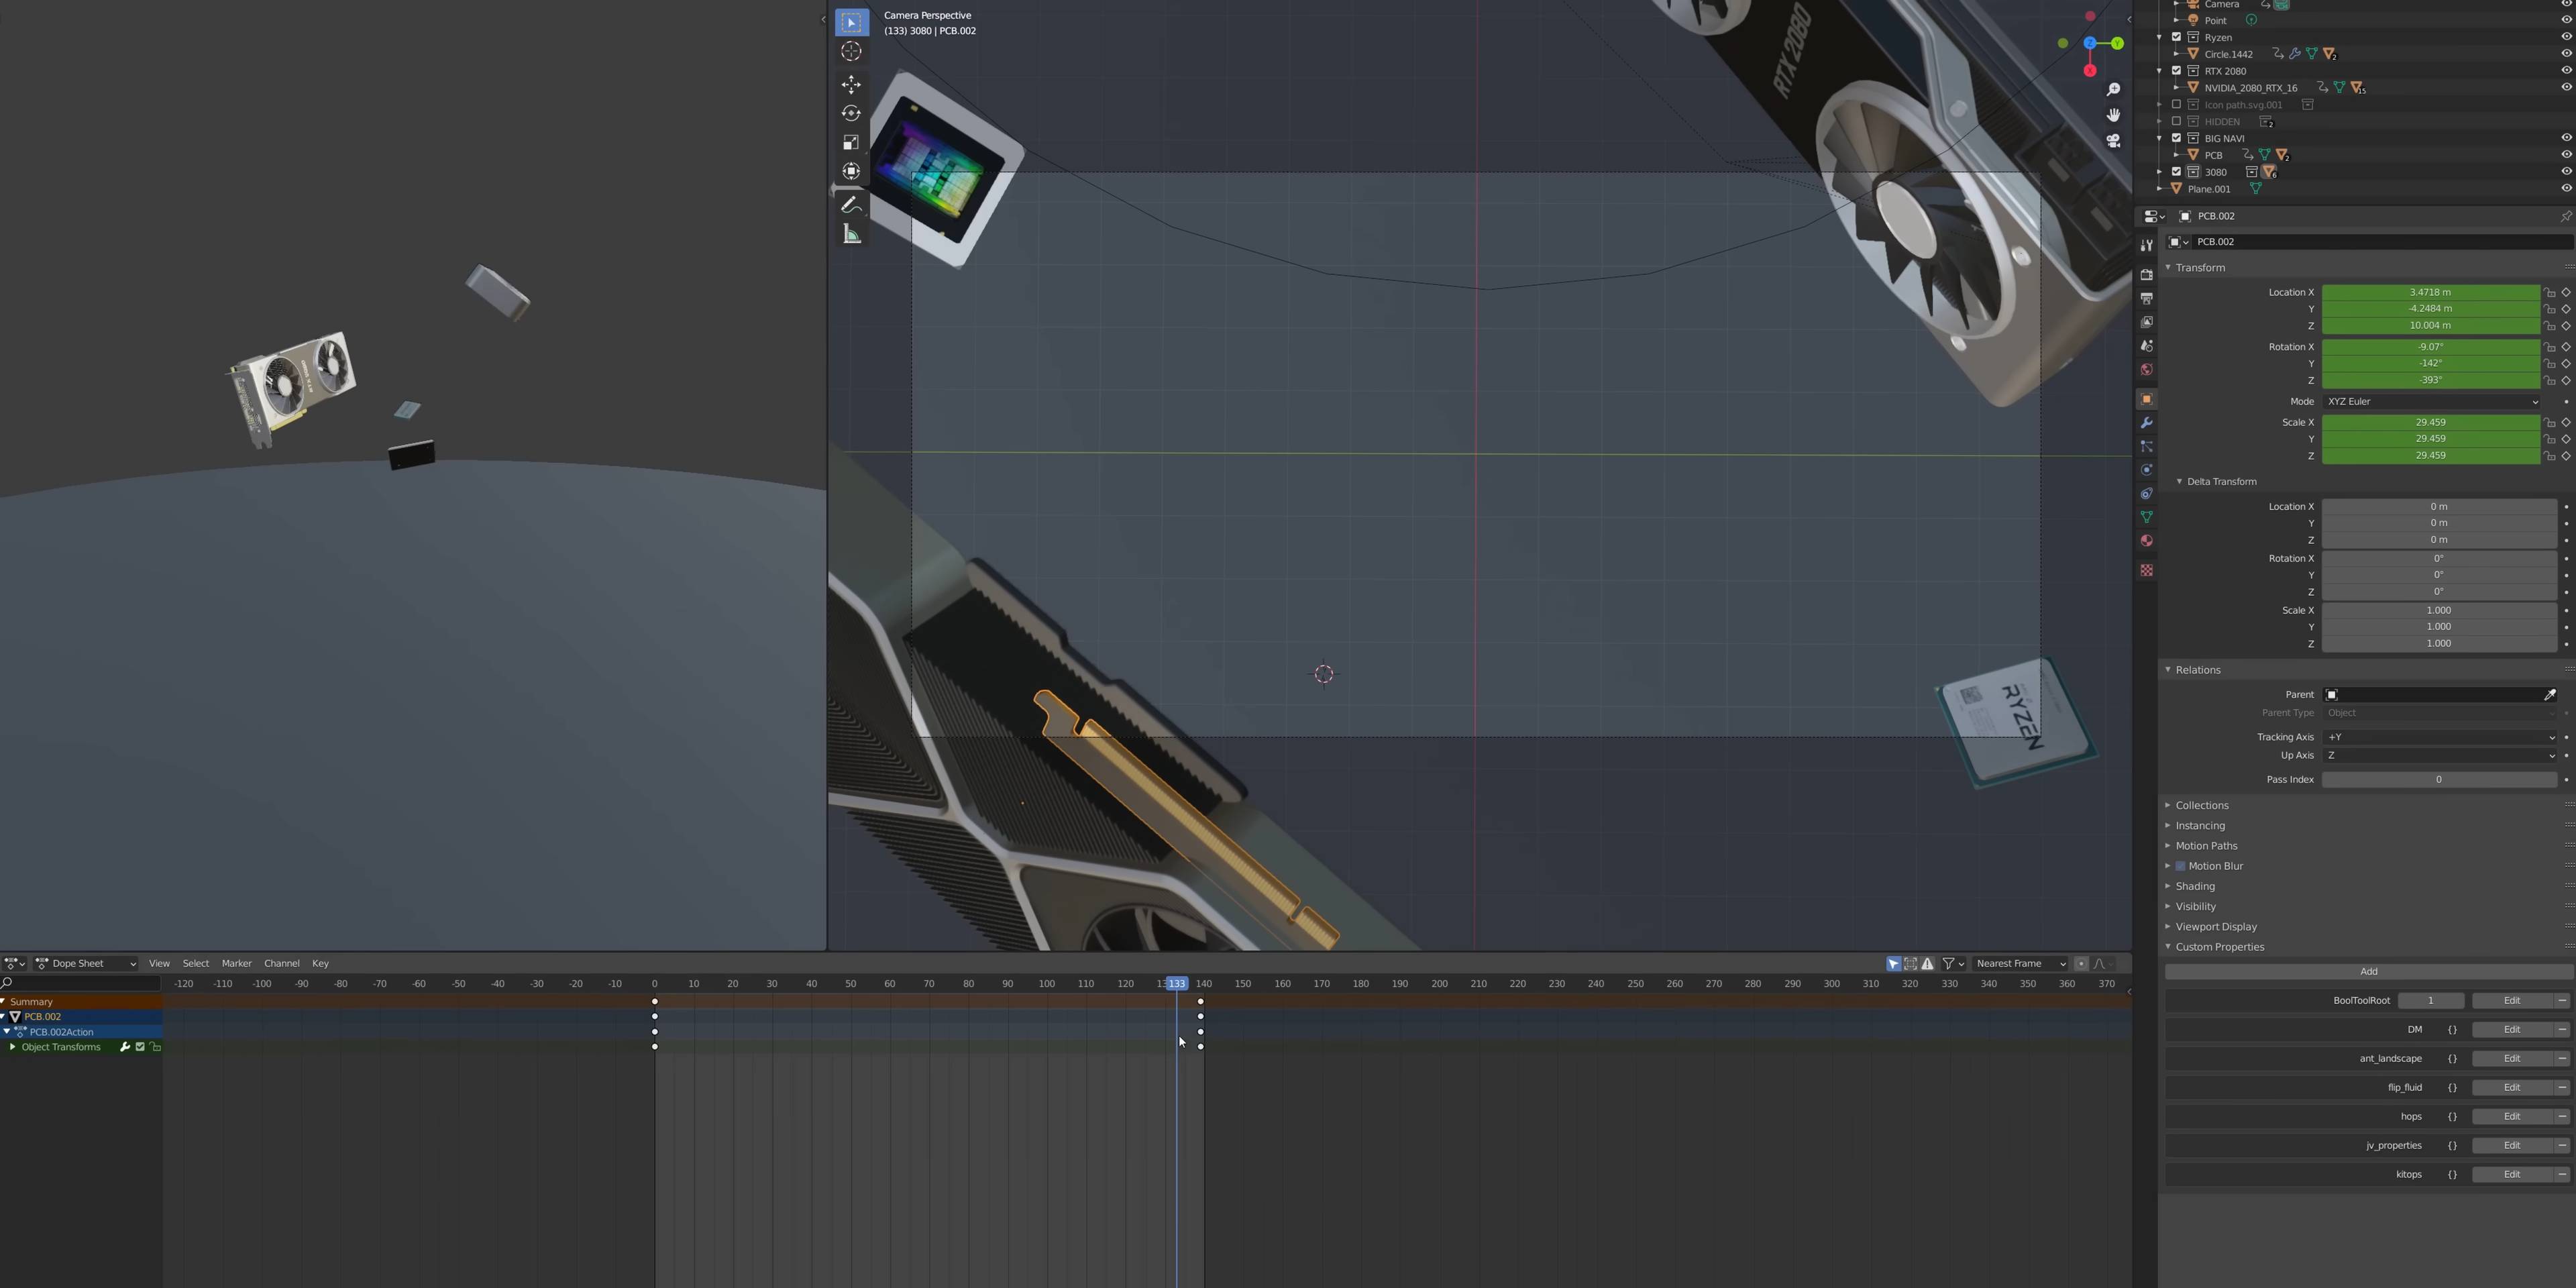 Camera Perspective
(133) 3080 | PCB.002
RTX 2080
RYZEN
Camera
Point
Ryzen
Circle.1442
2
RTX 2080
NVIDIA_2080_RTX_16
15
Icon path.svg.001
HIDDEN
2
BIG NAVI
PCB
2
3080
6
Plane.001
PCB.002
PCB.002
Transform
Location X 3.4718 m
Y -4.2484 m
Z 10.004 m
Rotation X -9.07°
Y -142°
Z -393°
Mode XYZ Euler
Scale X 29.459
Y 29.459
Z 29.459
Delta Transform
Location X 0 m
Y 0 m
Z 0 m
Rotation X 0°
Y 0°
Z 0°
Scale X 1.000
Y 1.000
Z 1.000
Relations
Parent
Parent Type Object
Tracking Axis +Y
Up Axis Z
Pass Index 0
Collections
Instancing
Motion Paths
Motion Blur
Shading
Visibility
Viewport Display
Custom Properties
Add
BoolToolRoot 1 Edit
DM {} Edit
ant_landscape {} Edit
flip_fluid {} Edit
hops {} Edit
jv_properties {} Edit
kitops {} Edit
Dope Sheet View Select Marker Channel Key Nearest Frame
-120 -110 -100 -90 -80 -70 -60 -50 -40 -30 -20 -10 0 10 20 30 40 50 60 70 80 90 100 110 120 133 140 150 160 170 180 190 200 210 220 230 240 250 260 270 280 290 300 310 320 330 340 350 360 370
Summary
PCB.002
PCB.002Action
Object Transforms